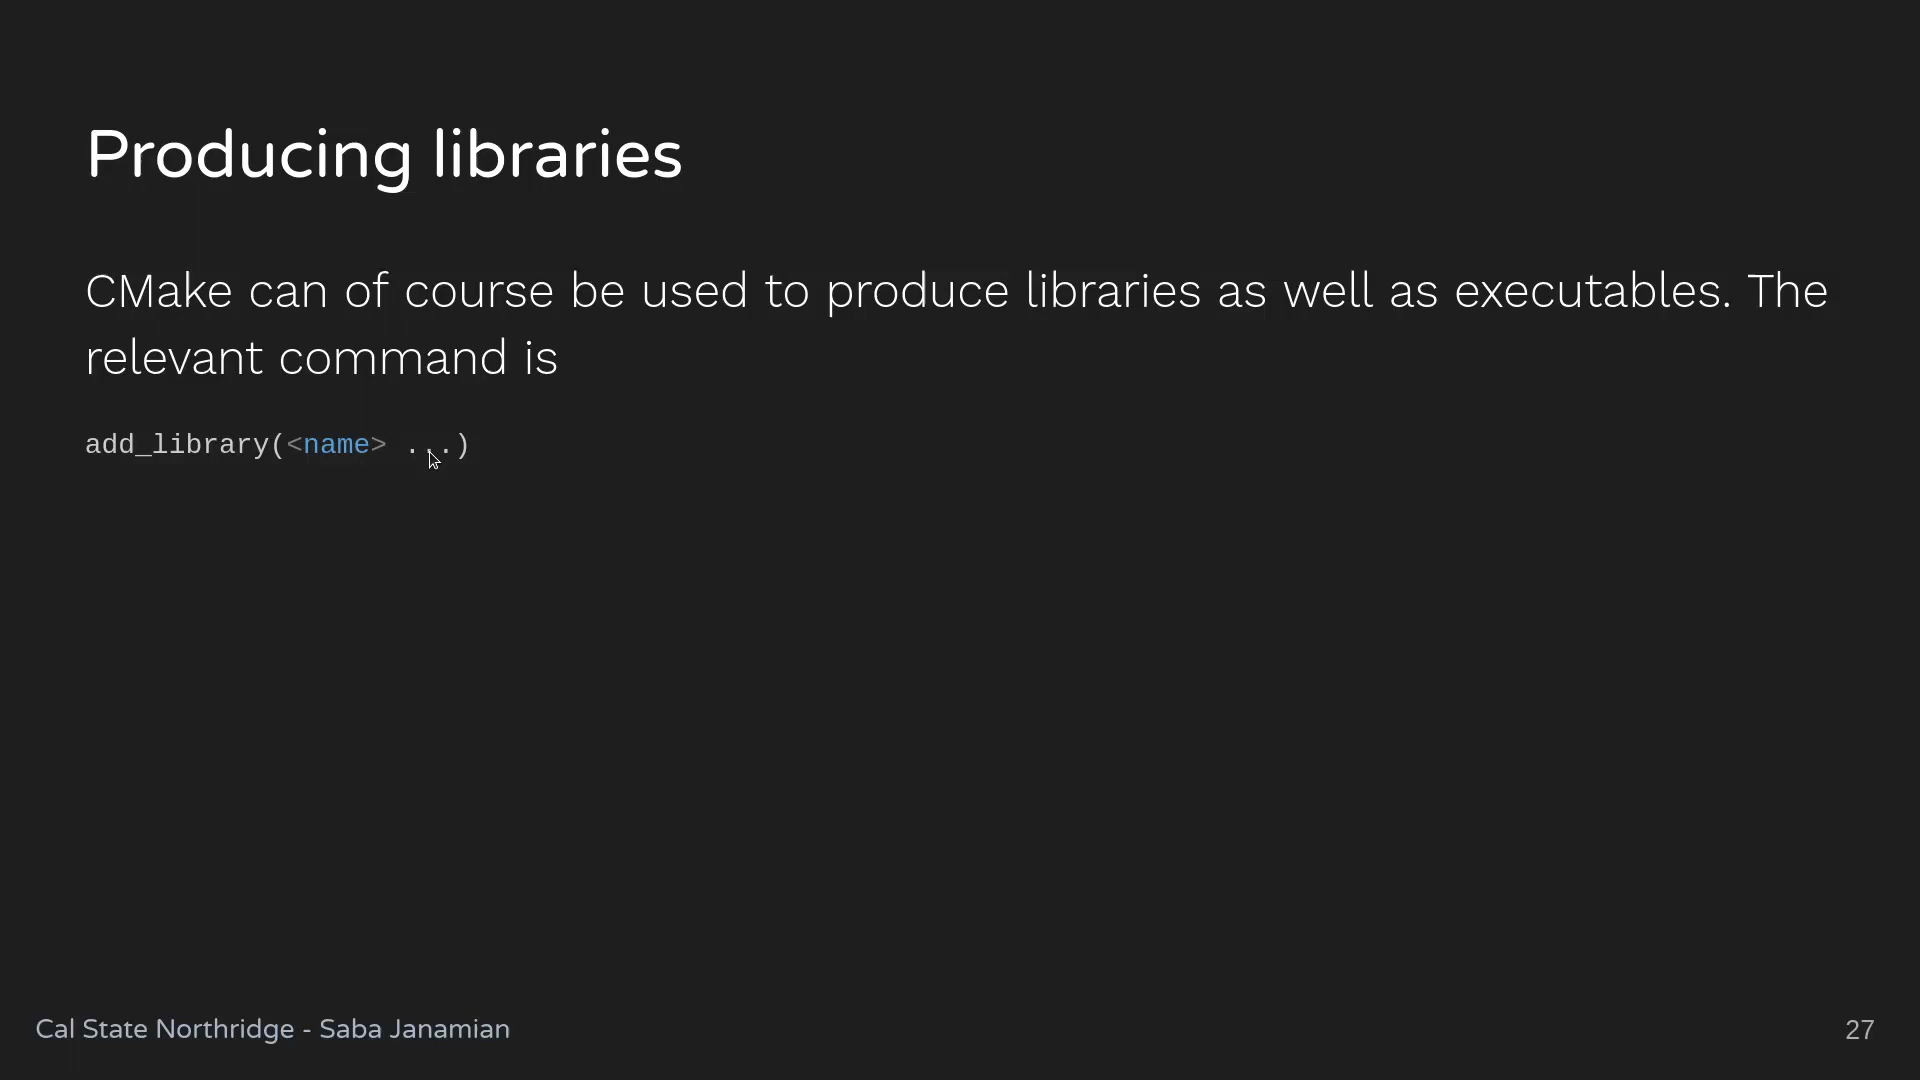 Producing libraries
CMake can of course be used to produce libraries as well as executables. The
relevant command is
add_library(<name> ...)
Cal State Northridge - Saba Janamian
27